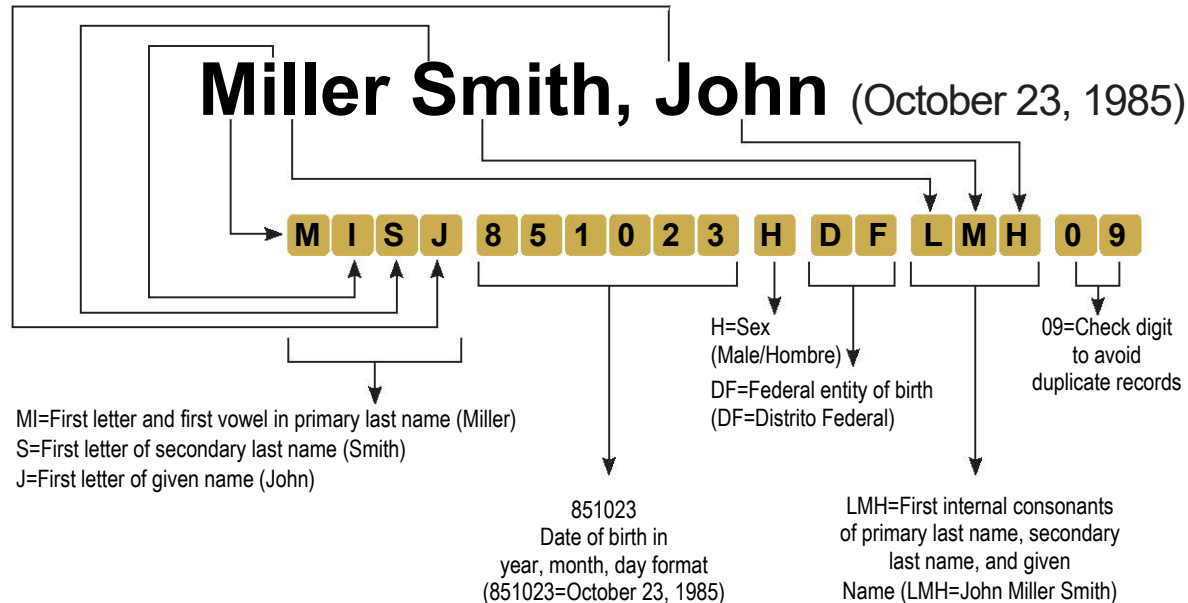 Miller Smith, John (October 23, 1985)
M I S J 8 5 1 0 2 3 H D F L M H 0 9
H=Sex
(Male/Hombre)
DF=Federal entity of birth
(DF=Distrito Federal)
09=Check digit
to avoid
duplicate records
MI=First letter and first vowel in primary last name (Miller)
S=First letter of secondary last name (Smith)
J=First letter of given name (John)
851023
Date of birth in
year, month, day format
(851023=October 23, 1985)
LMH=First internal consonants
of primary last name, secondary
last name, and given
Name (LMH=John Miller Smith)